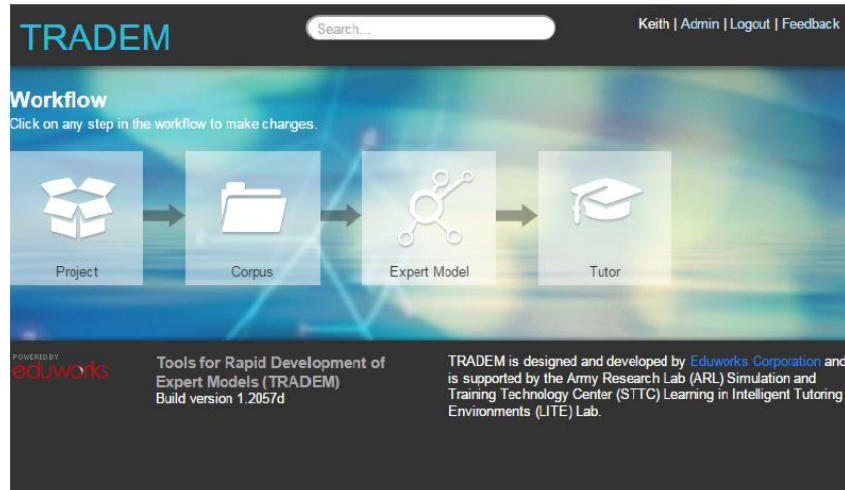 TRADEM
Search...
Keith | Admin | Logout | Feedback
Workflow
Click on any step in the workflow to make changes.
Project
Corpus
Expert Model
Tutor
POWERED BY
eduworks
Tools for Rapid Development of
Expert Models (TRADEM)
Build version 1.2057d
TRADEM is designed and developed by Eduworks Corporation and
is supported by the Army Research Lab (ARL) Simulation and
Training Technology Center (STTC) Learning in Intelligent Tutoring
Environments (LITE) Lab.